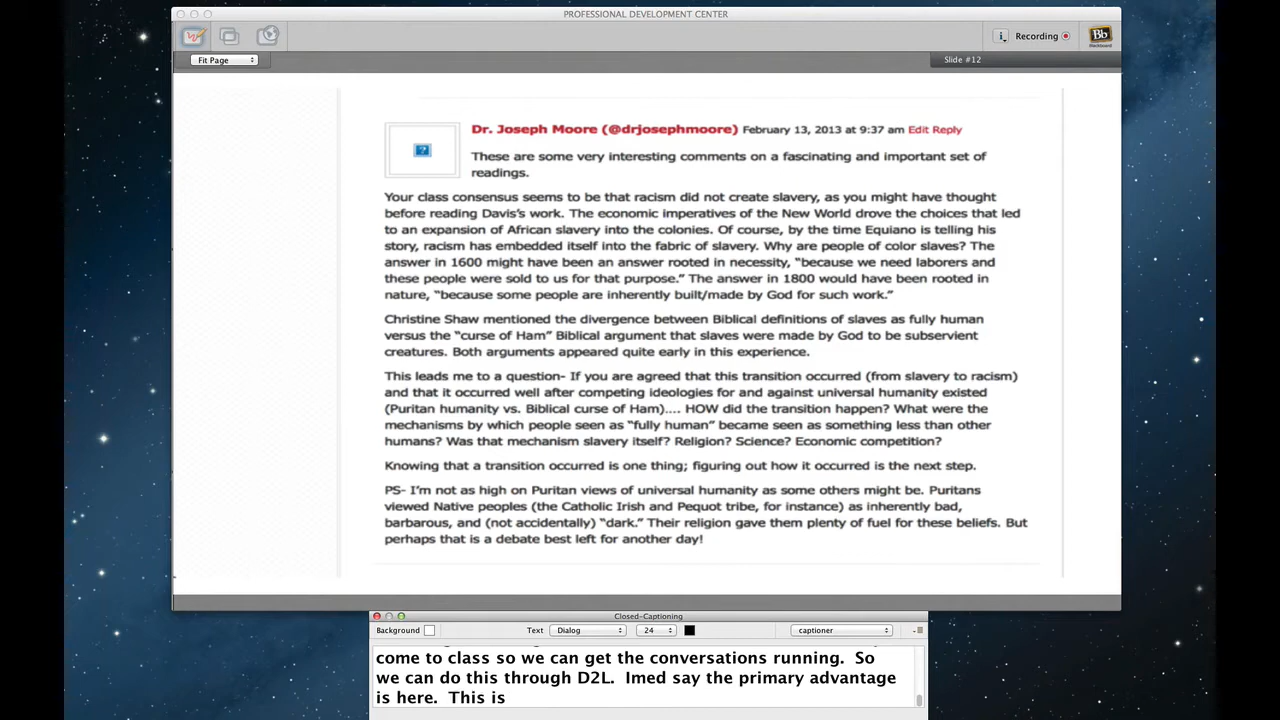 PROFESSIONAL DEVELOPMENT CENTER
i Recording
Bb
Blackboard
Fit Page
Slide #12
Dr. Joseph Moore (@drjosephmoore) February 13, 2013 at 9:37 am Edit Reply
These are some very interesting comments on a fascinating and important set of
readings.
Your class consensus seems to be that racism did not create slavery, as you might have thought
before reading Davis's work. The economic imperatives of the New World drove the choices that led
to an expansion of African slavery into the colonies. Of course, by the time Equiano is telling his
story, racism has embedded itself into the fabric of slavery. Why are people of color slaves? The
answer in 1600 might have been an answer rooted in necessity, "because we need laborers and
these people were sold to us for that purpose." The answer in 1800 would have been rooted in
nature, "because some people are inherently built/made by God for such work."
Christine Shaw mentioned the divergence between Biblical definitions of slaves as fully human
versus the "curse of Ham" Biblical argument that slaves were made by God to be subservient
creatures. Both arguments appeared quite early in this experience.
This leads me to a question- If you are agreed that this transition occurred (from slavery to racism)
and that it occurred well after competing ideologies for and against universal humanity existed
(Puritan humanity vs. Biblical curse of Ham).... HOW did the transition happen? What were the
mechanisms by which people seen as "fully human" became seen as something less than other
humans? Was that mechanism slavery itself? Religion? Science? Economic competition?
Knowing that a transition occurred is one thing; figuring out how it occurred is the next step.
PS- I'm not as high on Puritan views of universal humanity as some others might be. Puritans
viewed Native peoples (the Catholic Irish and Pequot tribe, for instance) as inherently bad,
barbarous, and (not accidentally) "dark." Their religion gave them plenty of fuel for these beliefs. But
perhaps that is a debate best left for another day!
Closed-Captioning
Background Text Dialog 24 captioner
come to class so we can get the conversations running. So
we can do this through D2L. Imed say the primary advantage
is here. This is